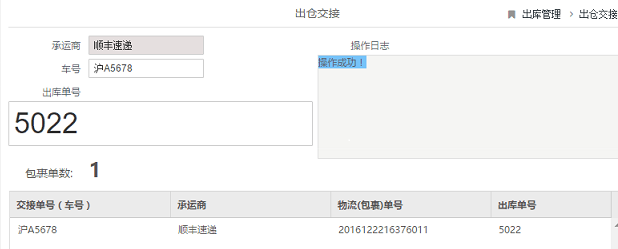 出仓交接
出库管理 > 出仓交接
承运商 顺丰速递
操作日志
车号 沪A5678
操作成功！
出库单号
5022
包裹单数: 1
交接单号（车号） 承运商 物流(包裹)单号 出库单号
沪A5678 顺丰速递 2016122216376011 5022